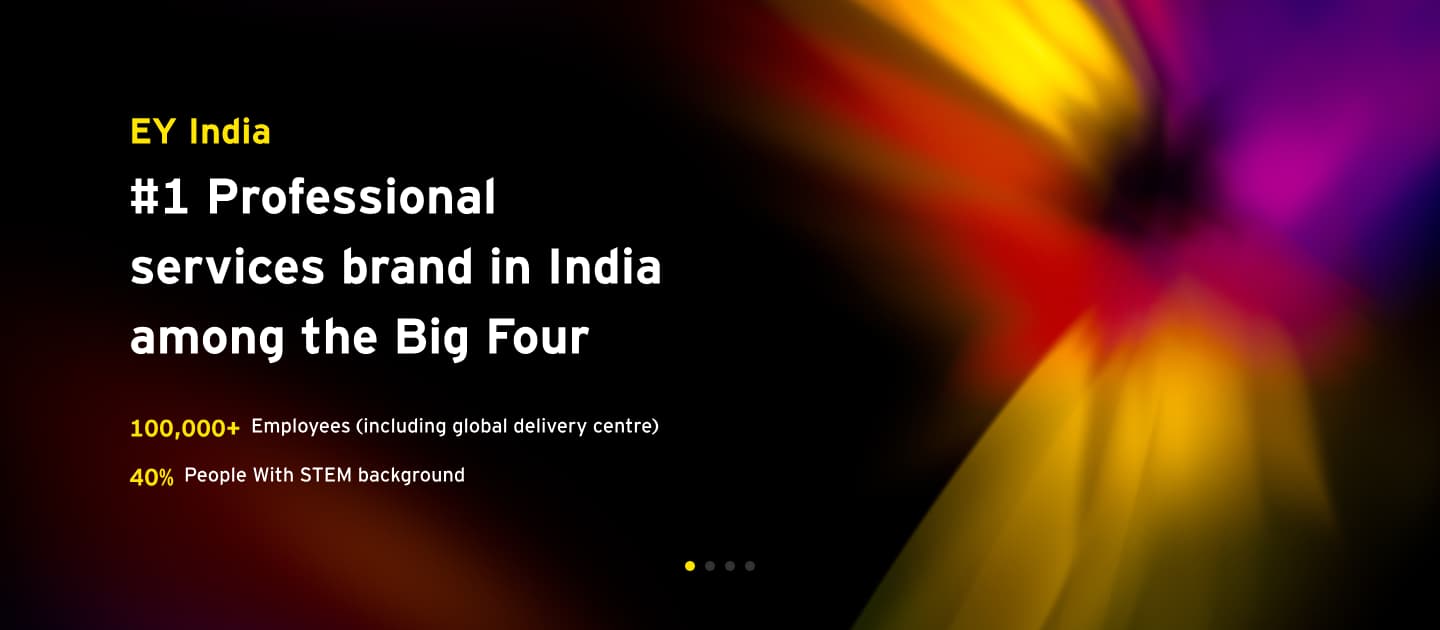 EY India
#1 Professional
services brand in India
among the Big Four
100,000+ Employees (including global delivery centre)
40% People With STEM background